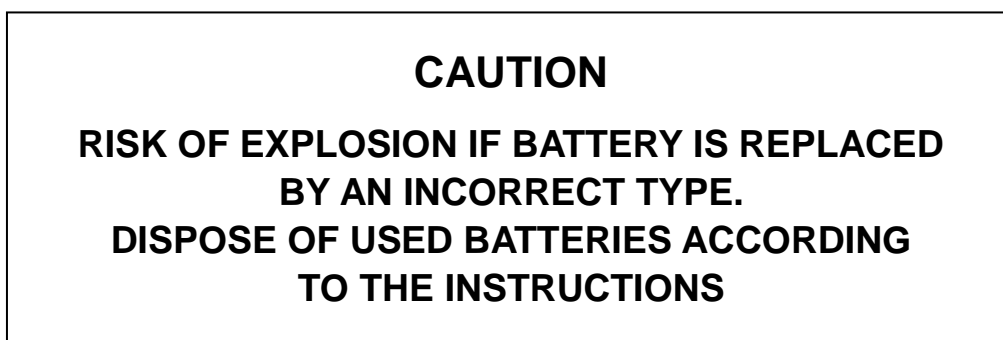 CAUTION
RISK OF EXPLOSION IF BATTERY IS REPLACED
BY AN INCORRECT TYPE.
DISPOSE OF USED BATTERIES ACCORDING
TO THE INSTRUCTIONS